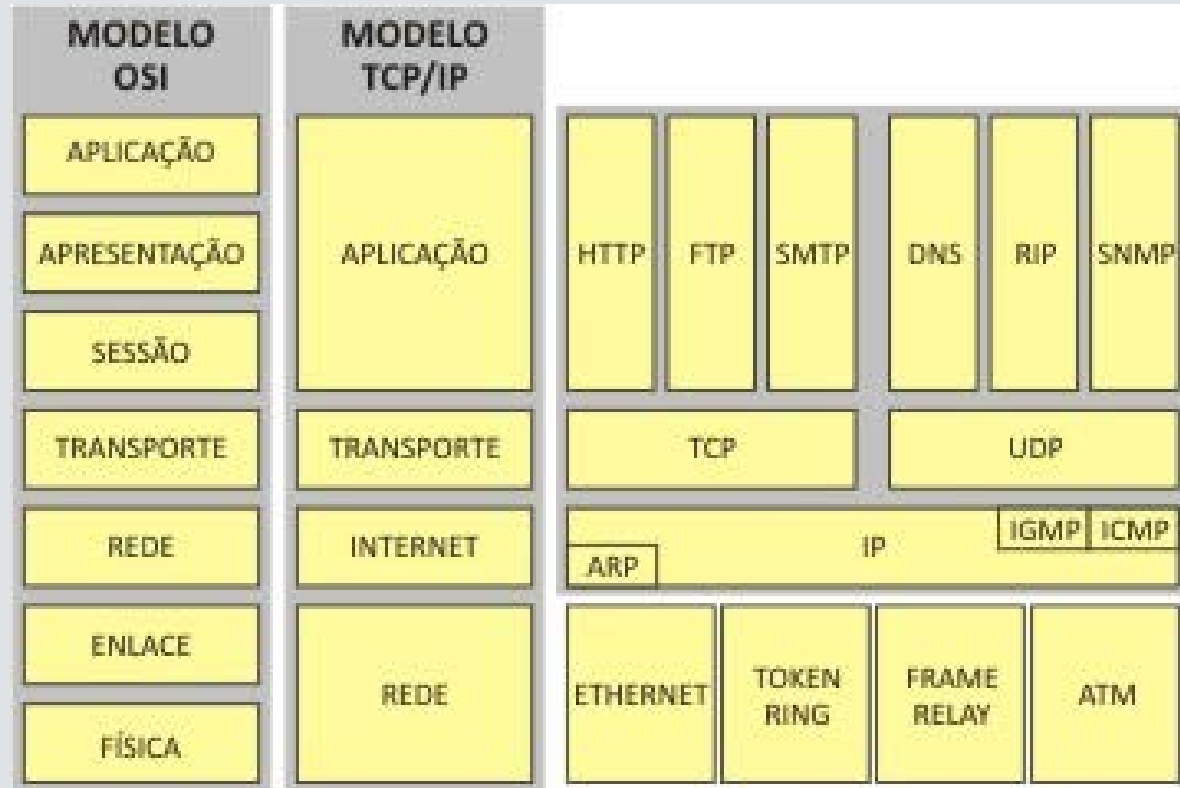 MODELO
OSI
MODELO
TCP/IP
APLICAÇÃO
APRESENTAÇÃO
SESSÃO
TRANSPORTE
REDE
ENLACE
FÍSICA
APLICAÇÃO
TRANSPORTE
INTERNET
REDE
HTTP
FTP
SMTP
DNS
RIP
SNMP
TCP
UDP
IP
IGMP
ICMP
ARP
ETHERNET
TOKEN
RING
FRAME
RELAY
ATM